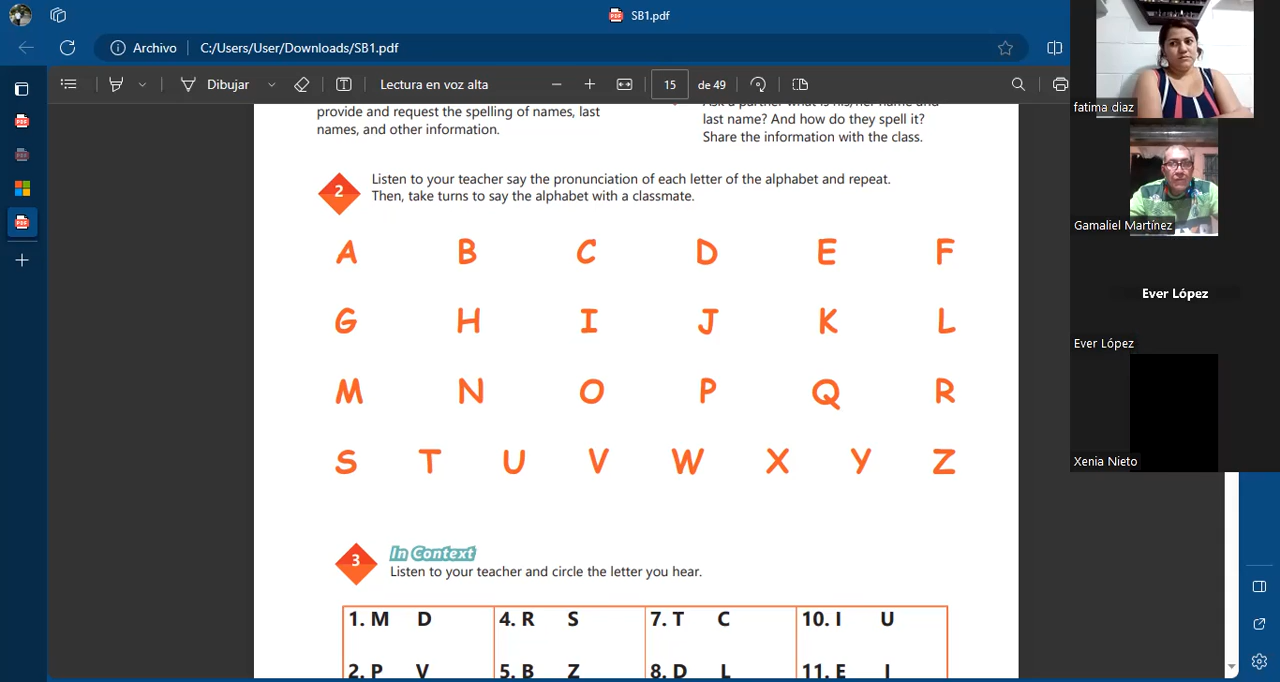 SB1.pdf
Archivo
C:/Users/User/Downloads/SB1.pdf
Dibujar
Lectura en voz alta
15
de 49
provide and request the spelling of names, last
names, and other information.
last name? And how do they spell it?
Share the information with the class.
2
Listen to your teacher say the pronunciation of each letter of the alphabet and repeat.
Then, take turns to say the alphabet with a classmate.
A B C D E F
G H I J K L
M N O P Q R
S T U V W X Y Z
3
In Context
Listen to your teacher and circle the letter you hear.
1. M D 4. R S 7. T C 10. I U
2. P V 5. B Z 8. D L 11. E I
fatima diaz
Gamaliel Martínez
Ever López
Ever López
Xenia Nieto